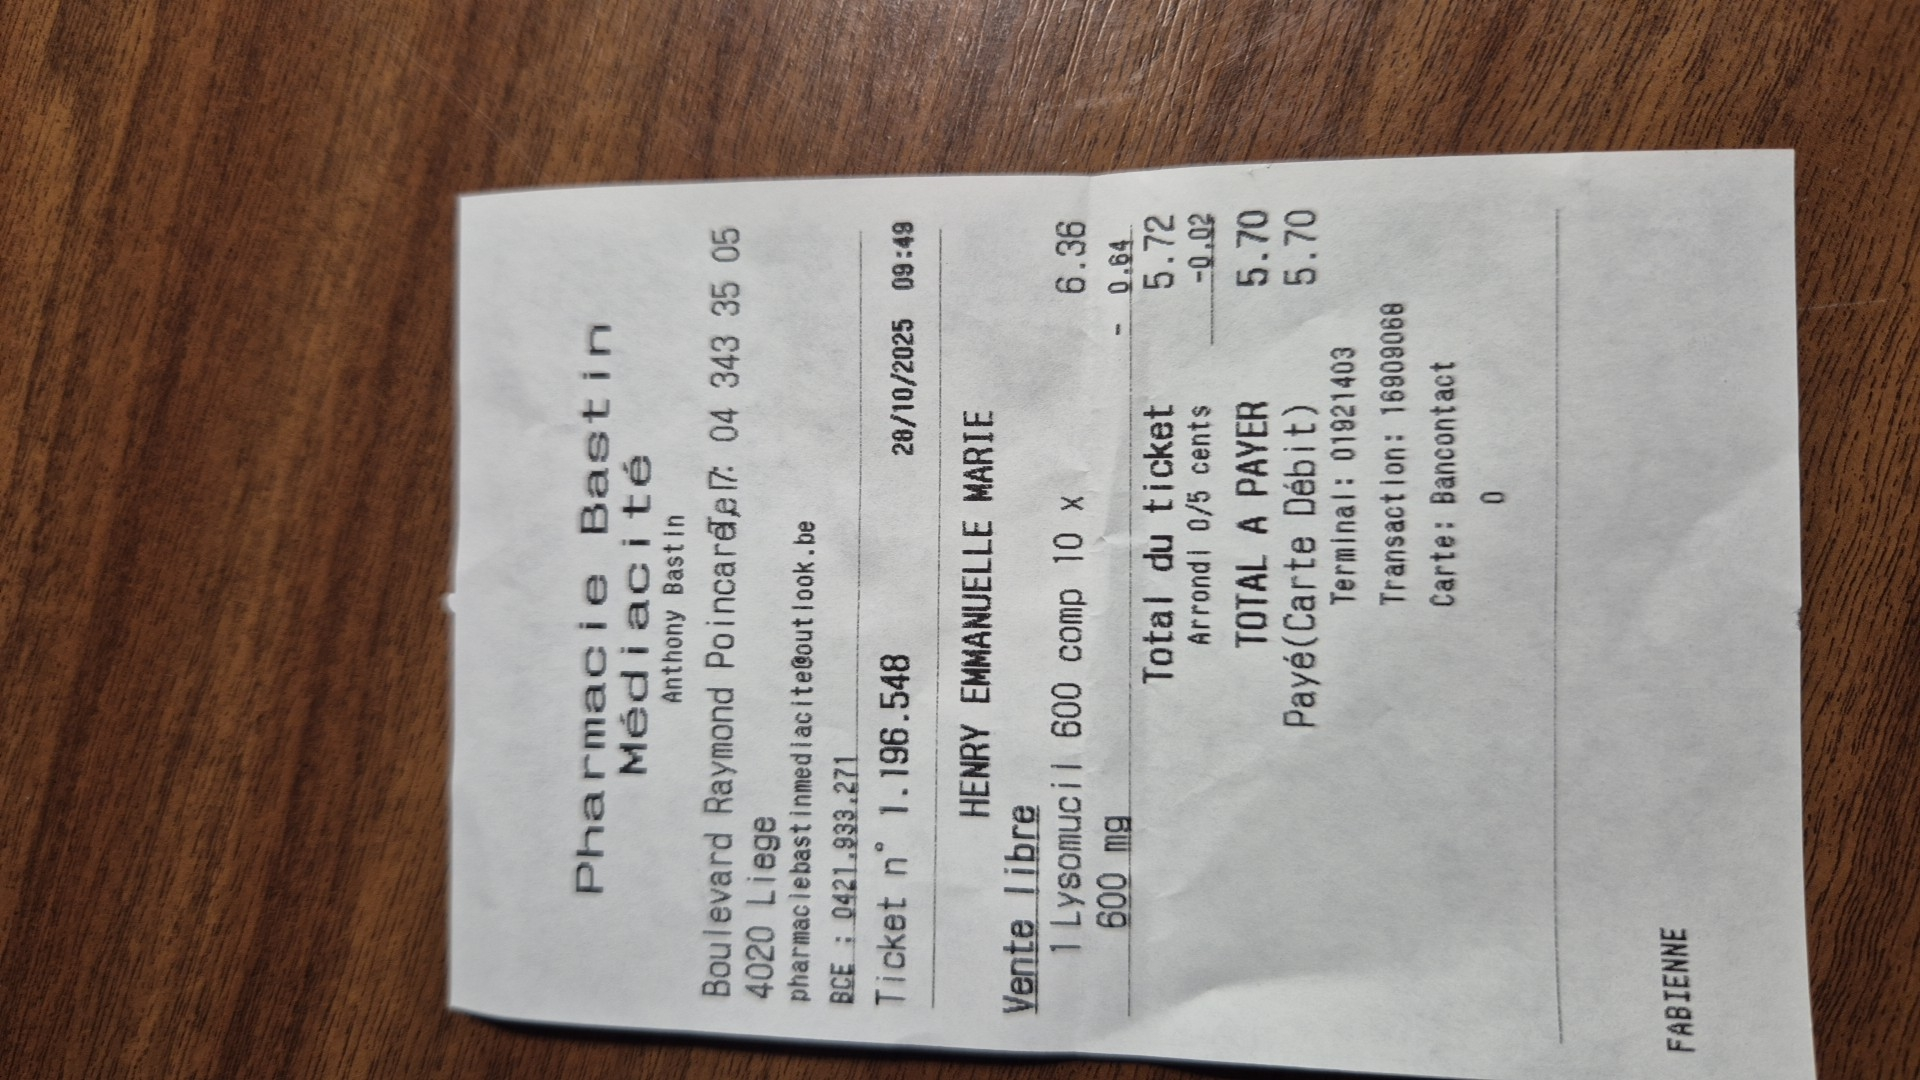 Pharmacie Bastin
Médiacité
Anthony Bastin
Boulevard Raymond Poincaré, 7 Tel: 04 343 35 05
4020 Liege
pharmaciebastinmediacite@outlook.be
BCE : 0421.933.271
Ticket n° 1.196.548 28/10/2025 09:49
HENRY EMMANUELLE MARIE
Vente libre
1 Lysomucil 600 comp 10 x 6.36
600 mg - 0.64
Total du ticket 5.72
Arrondi 0/5 cents -0.02
TOTAL A PAYER 5.70
Payé(Carte Débit) 5.70
Terminal: 01921403
Transaction: 16909068
Carte: Bancontact
0
FABIENNE